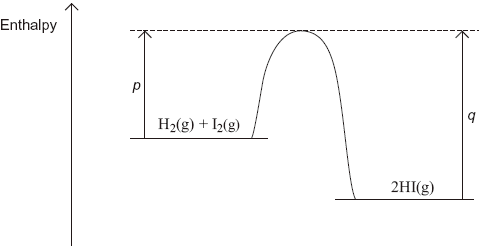 Enthalpy
p
H₂(g) + I₂(g)
q
2HI(g)